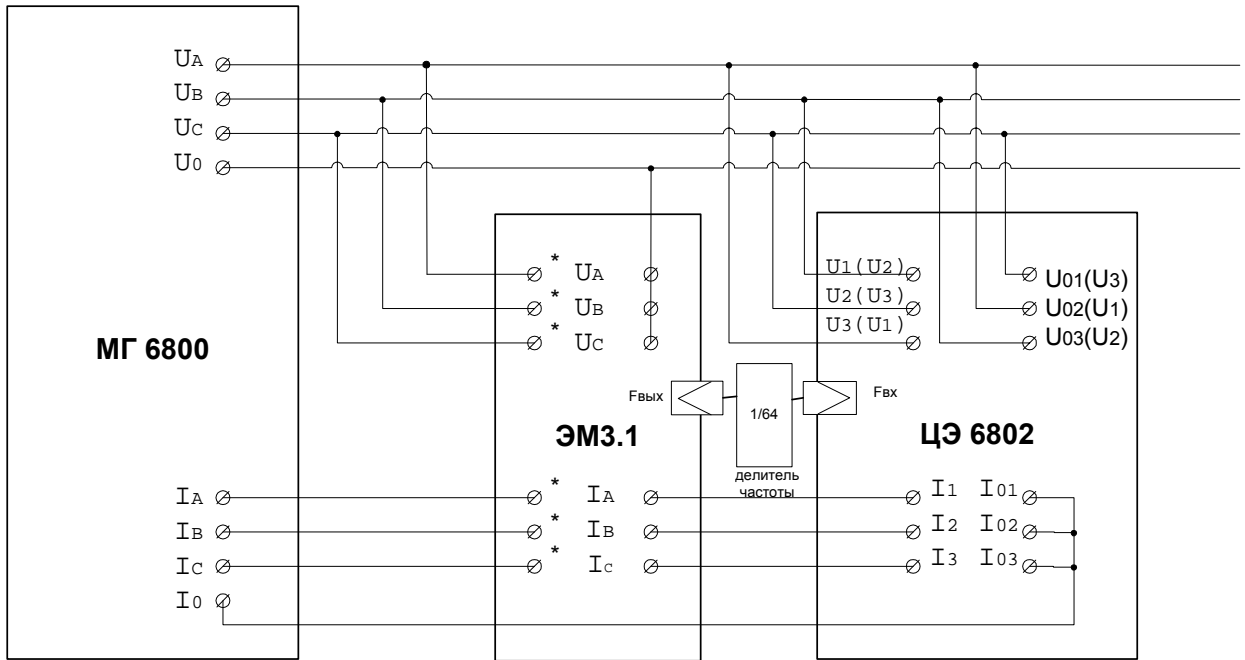 UA
UB
UC
U0
МГ 6800
IA
IB
IC
I0
* UA
* UB
* UC
Fвых
ЭМ3.1
* IA
* IB
* Ic
1/64
делитель
частоты
U1(U2)
U2(U3)
U3(U1)
U01(U3)
U02(U1)
U03(U2)
Fвх
ЦЭ 6802
I1 I01
I2 I02
I3 I03